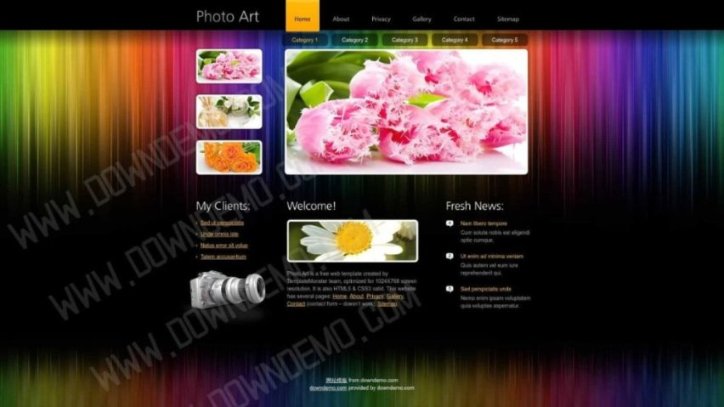 Photo Art
Home
About
Privacy
Gallery
Contact
Sitemap
Category 1
Category 2
Category 3
Category 4
Category 5
My Clients:
Sed ut perspiciatis
Unde omnis iste
Natus error sit volup
Totam accusantium
Welcome!
Photo Art is a free web template created by
TemplateMonster team, optimized for 1024X768 screen
resolution. It is also HTML5 & CSS3 valid. This website
has several pages: Home, About, Privacy, Gallery,
Contact (contact form – doesn't work), Sitemap
Fresh News:
Nam libero tempore
Cum soluta nobis est eligendi
optio cumque.
Ut enim ad minima veniam
Quis autem vel eum iure
reprehenderit qui.
Sed perspiciatis unde
Nemo enim ipsam voluptatem
quia voluptas aspernatur.
网站模板 from downdemo.com
downdemo.com provided by downdemo.com
WWW.DOWNDEMO.COM
WWW.DOWNDEMO.COM
WWW.DOWNDEMO.COM